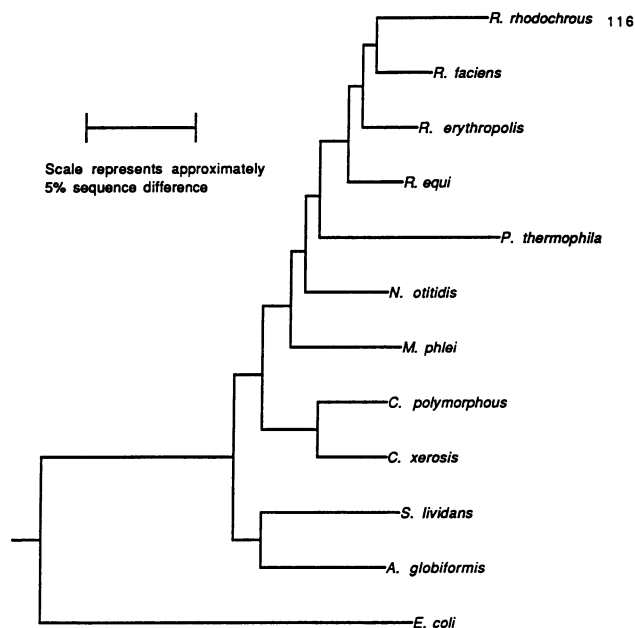 R. rhodochrous 116
R. faciens
R. erythropolis
Scale represents approximately
5% sequence difference
R. equi
P. thermophila
N. otitidis
M. phlei
C. polymorphous
C. xerosis
S. lividans
A. globiformis
E. coli